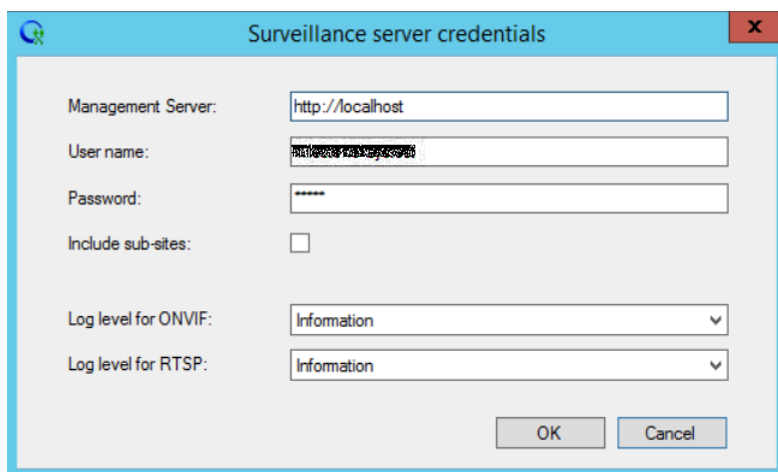 Surveillance server credentials
x
Management Server: http://localhost
User name:
Password: *****
Include sub-sites:
Log level for ONVIF: Information
Log level for RTSP: Information
OK Cancel